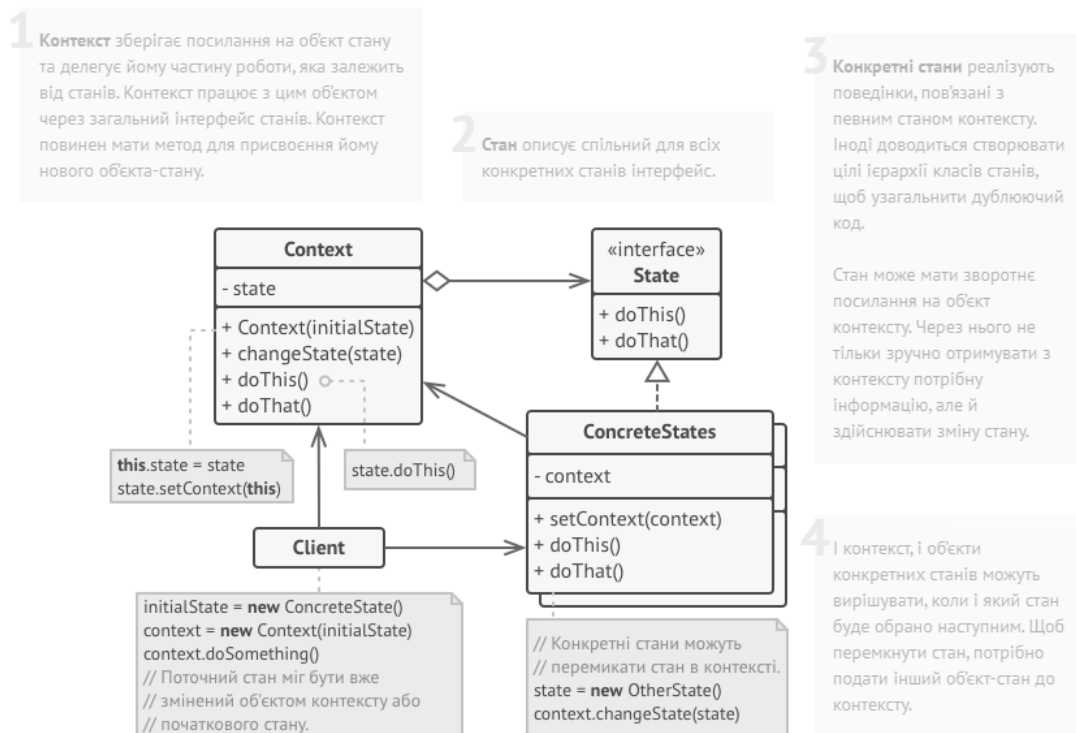 1
Контекст зберігає посилання на об'єкт стану
та делегує йому частину роботи, яка залежить
від станів. Контекст працює з цим об'єктом
через загальний інтерфейс станів. Контекст
повинен мати метод для присвоєння йому
нового об'єкта-стану.
2
Стан описує спільний для всіх
конкретних станів інтерфейс.
3
Конкретні стани реалізують
поведінки, пов'язані з
певним станом контексту.
Іноді доводиться створювати
цілі ієрархії класів станів,
щоб узагальнити дублюючий
код.
Стан може мати зворотнє
посилання на об'єкт
контексту. Через нього не
тільки зручно отримувати з
контексту потрібну
інформацію, але й
здійснювати зміну стану.
Context
- state
+ Context(initialState)
+ changeState(state)
+ doThis()
+ doThat()
«interface»
State
+ doThis()
+ doThat()
this.state = state
state.setContext(this)
state.doThis()
ConcreteStates
- context
+ setContext(context)
+ doThis()
+ doThat()
Client
initialState = new ConcreteState()
context = new Context(initialState)
context.doSomething()
// Поточний стан міг бути вже
// змінений об'єктом контексту або
// початкового стану.
// Конкретні стани можуть
// перемикати стан в контексті.
state = new OtherState()
context.changeState(state)
4
І контекст, і об'єкти
конкретних станів можуть
вирішувати, коли і який стан
буде обрано наступним. Щоб
перемкнути стан, потрібно
подати інший об'єкт-стан до
контексту.